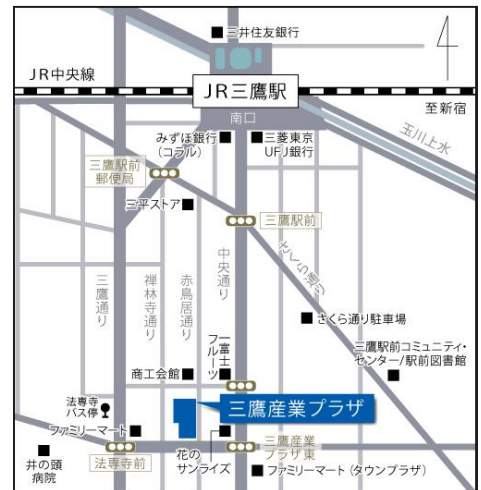 三井住友銀行
JR中央線
JR三鷹駅
至新宿
南口
玉川上水
みずほ銀行
(コラル)
三菱東京
UFJ銀行
三鷹駅前
郵便局
三平ストア
三鷹駅前
さくら通り
中央通り
三鷹通り
禅林寺通り
赤鳥居通り
さくら通り駐車場
一富士
フルーツ
三鷹駅前コミュニティ・
センター/駅前図書館
商工会館
三鷹産業プラザ
法専寺
バス停
ファミリーマート
井の頭
病院
法専寺前
花の
サンライズ
三鷹産業
プラザ東
ファミリーマート(タウンプラザ)